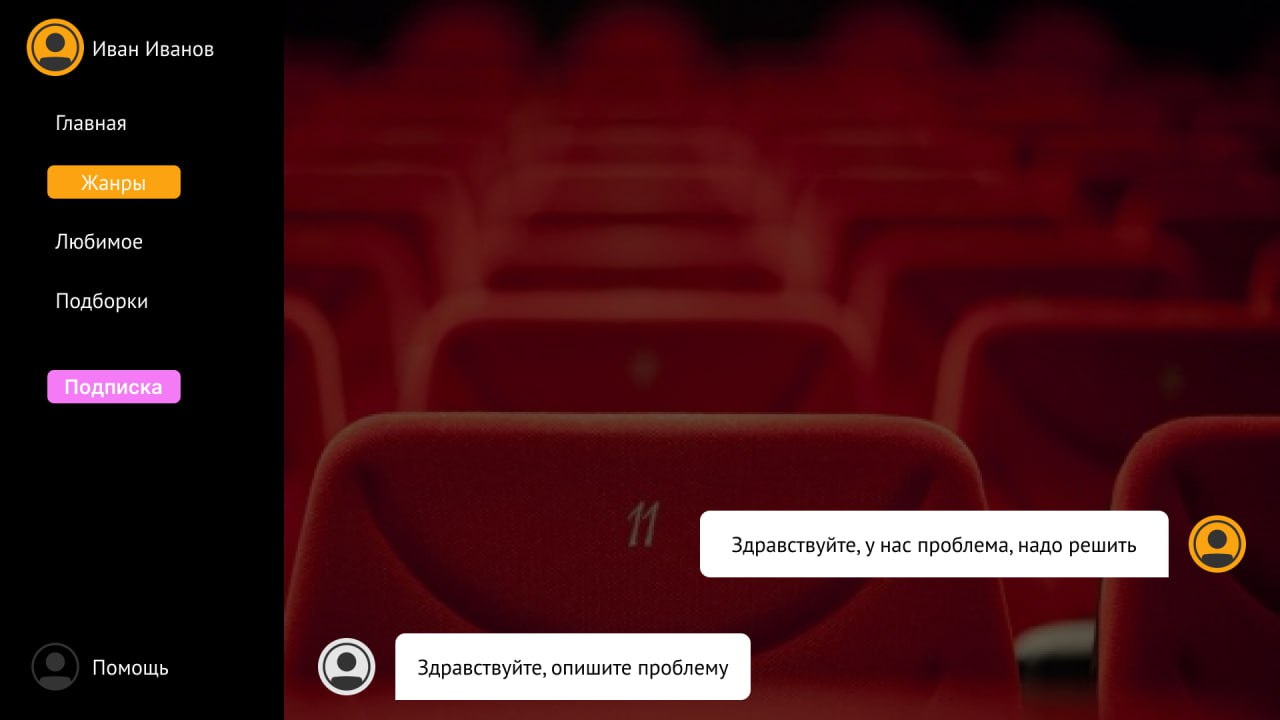 Иван Иванов
Главная
Жанры
Любимое
Подборки
Подписка
11
Здравствуйте, у нас проблема, надо решить
Здравствуйте, опишите проблему
Помощь